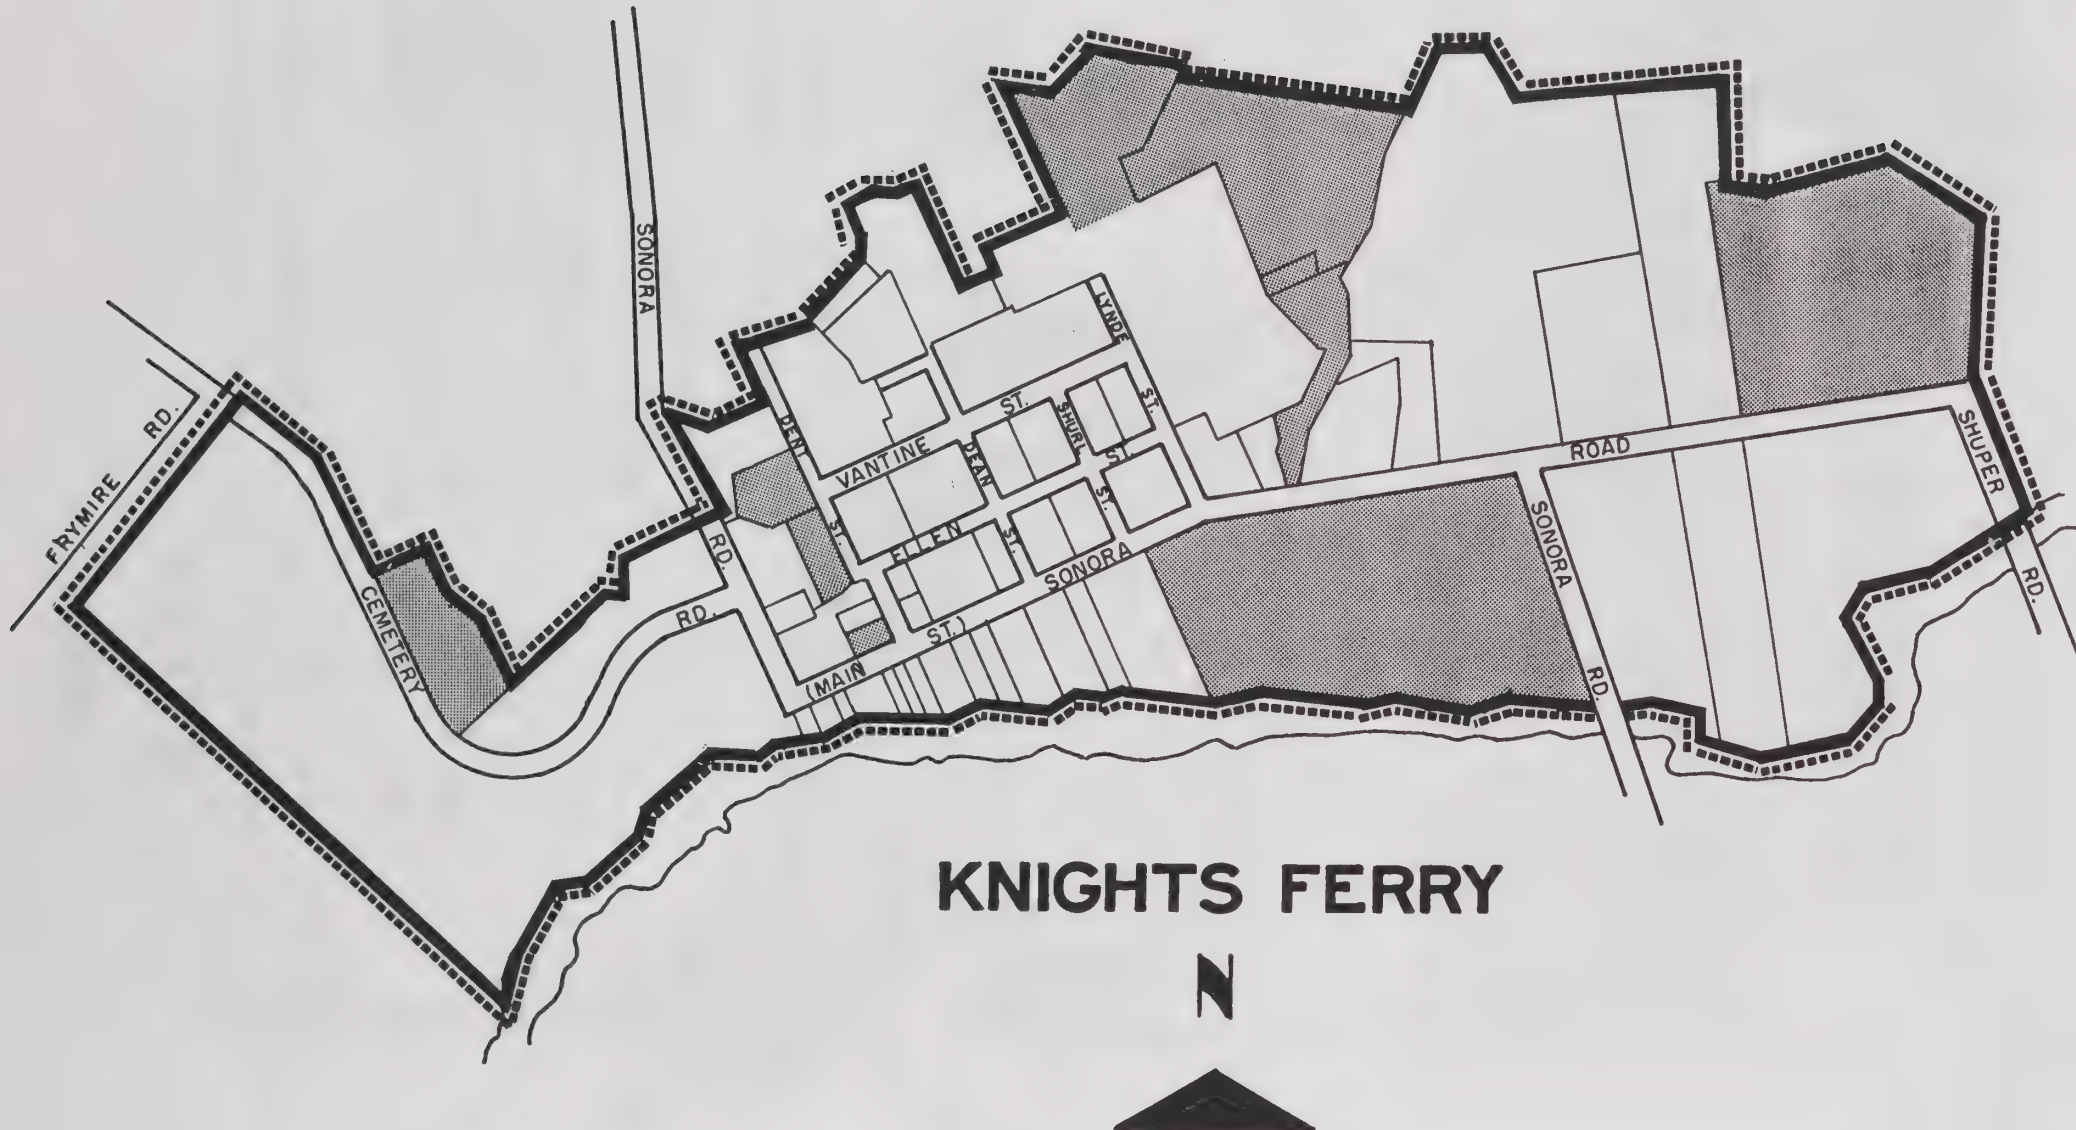 SONORA
RD.
FRYMIRE
RD.
CEMETERY
RD.
DENT
ST.
VANTINE
ST.
LYNDE
ST.
SHURL
ST.
DEAN
ST.
ELLEN
ST.
(MAIN
ST.)
SONORA
ROAD
SONORA
RD.
SHUPER
RD.
KNIGHTS FERRY
N